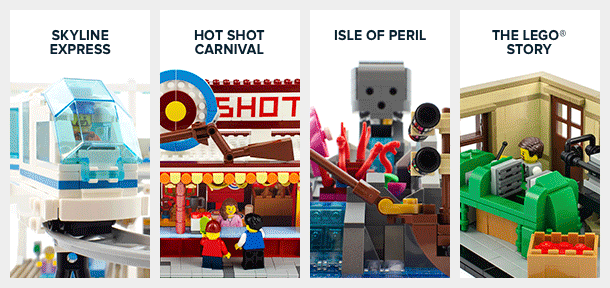 SKYLINE
EXPRESS
HOT SHOT
CARNIVAL
ISLE OF PERIL
THE LEGO®
STORY
SHOT